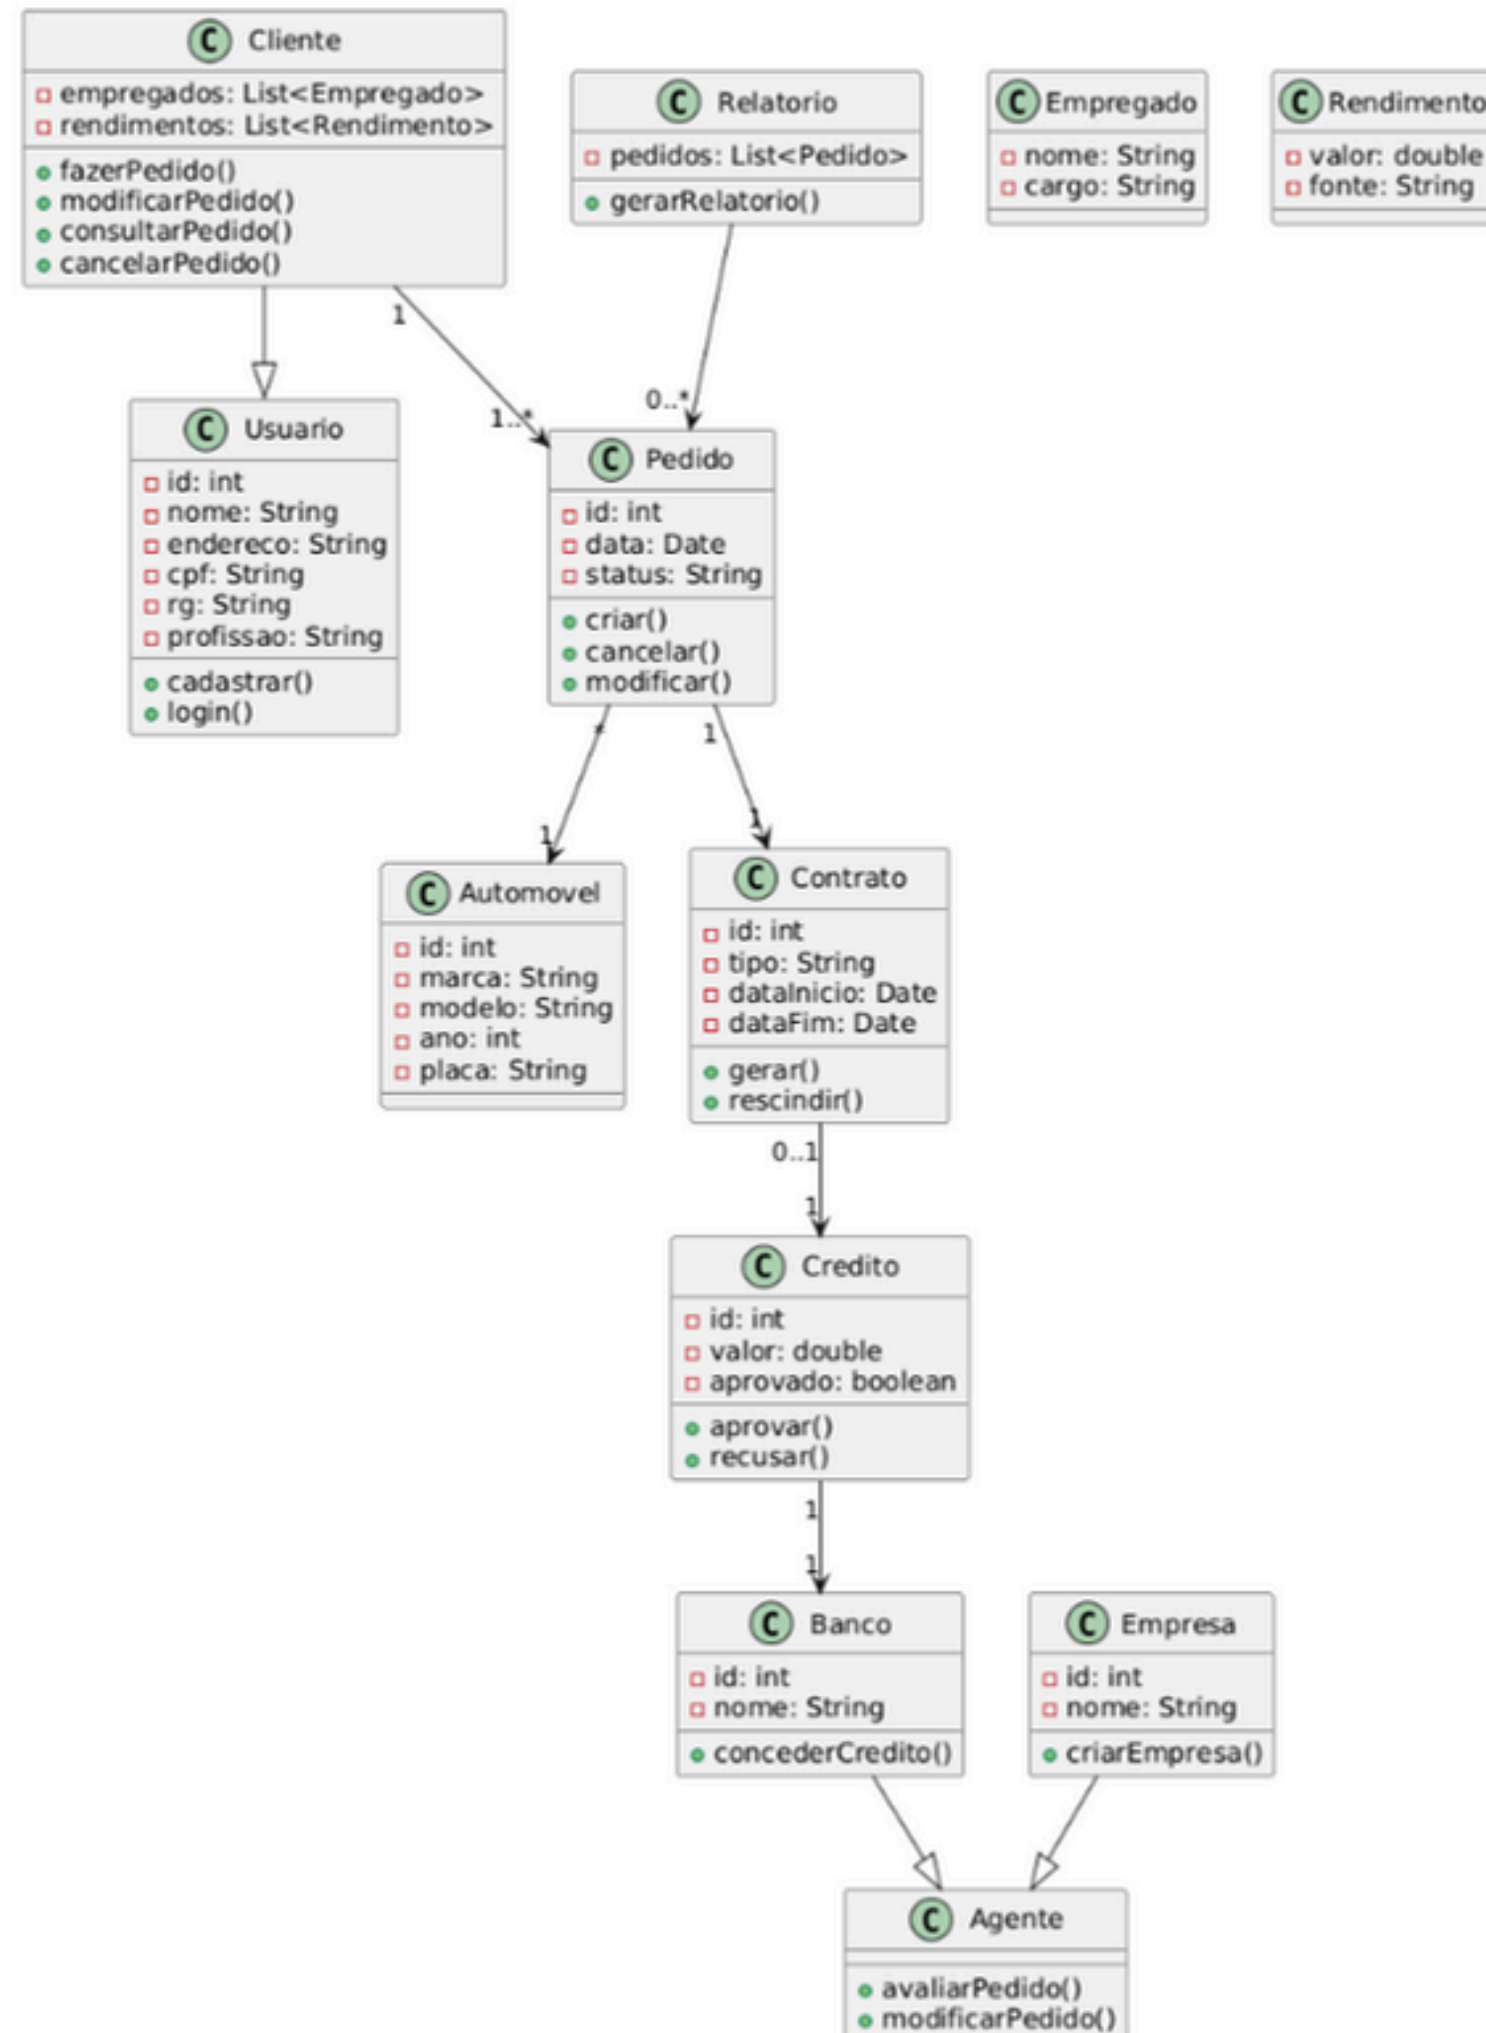 C Cliente
empregados: List<Empregado>
rendimentos: List<Rendimento>
fazerPedido()
modificarPedido()
consultarPedido()
cancelarPedido()
C Relatorio
pedidos: List<Pedido>
gerarRelatorio()
C Empregado
nome: String
cargo: String
C Rendimento
valor: double
fonte: String
1
1..*
0..*
C Usuario
id: int
nome: String
endereco: String
cpf: String
rg: String
profissao: String
cadastrar()
login()
C Pedido
id: int
data: Date
status: String
criar()
cancelar()
modificar()
*
1
1
1
C Automovel
id: int
marca: String
modelo: String
ano: int
placa: String
C Contrato
id: int
tipo: String
dataInicio: Date
dataFim: Date
gerar()
rescindir()
0..1
1
C Credito
id: int
valor: double
aprovado: boolean
aprovar()
recusar()
1
1
C Banco
id: int
nome: String
concederCredito()
C Empresa
id: int
nome: String
criarEmpresa()
C Agente
avaliarPedido()
modificarPedido()